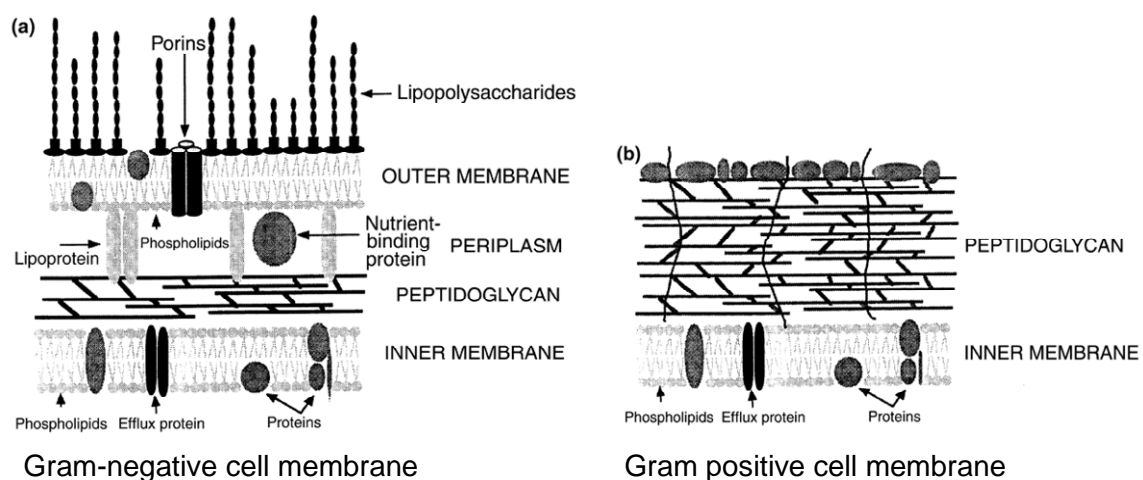 (a)
Porins
Lipopolysaccharides
OUTER MEMBRANE
Phospholipids
Nutrient-
binding
protein
PERIPLASM
Lipoprotein
PEPTIDOGLYCAN
INNER MEMBRANE
Phospholipids
Efflux protein
Proteins
Gram-negative cell membrane
(b)
PEPTIDOGLYCAN
INNER MEMBRANE
Phospholipids
Efflux protein
Proteins
Gram positive cell membrane